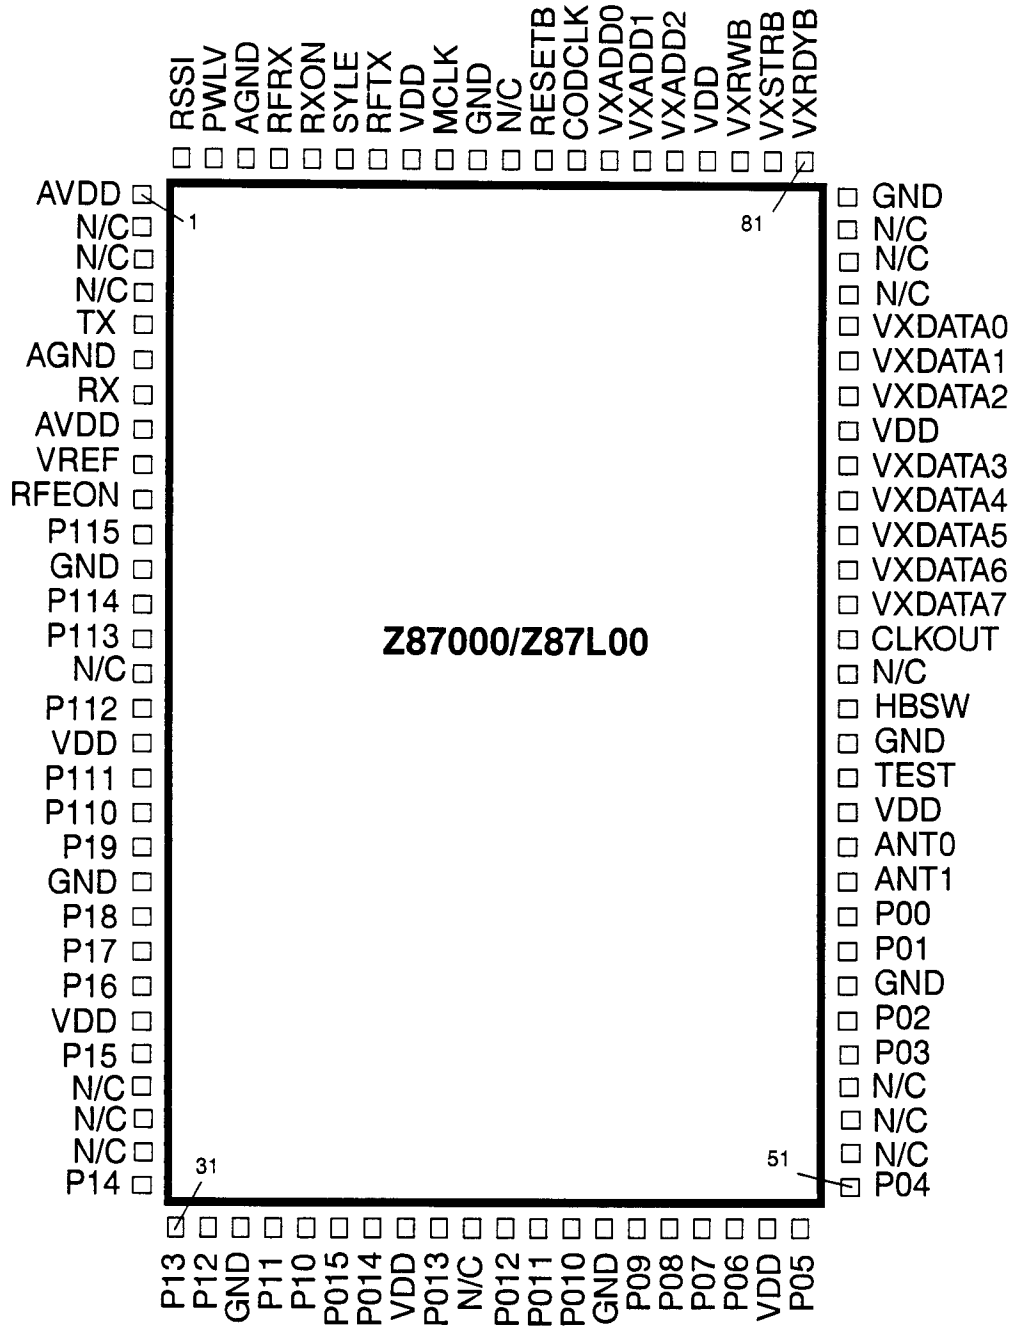 RSSI
PWLV
AGND
RFRX
RXON
SYLE
RFTX
VDD
MCLK
GND
N/C
RESETB
CODCLK
VXADD0
VXADD1
VXADD2
VDD
VXRWB
VXSTRB
VXRDYB
AVDD
N/C
N/C
N/C
TX
AGND
RX
AVDD
VREF
RFEON
P115
GND
P114
P113
N/C
P112
VDD
P111
P110
P19
GND
P18
P17
P16
VDD
P15
N/C
N/C
N/C
P14
1
81
Z87000/Z87L00
31
51
GND
N/C
N/C
N/C
VXDATA0
VXDATA1
VXDATA2
VDD
VXDATA3
VXDATA4
VXDATA5
VXDATA6
VXDATA7
CLKOUT
N/C
HBSW
GND
TEST
VDD
ANT0
ANT1
P00
P01
GND
P02
P03
N/C
N/C
N/C
P04
P13
P12
GND
P11
P10
P015
P014
VDD
P013
N/C
P012
P011
P010
GND
P09
P08
P07
P06
VDD
P05